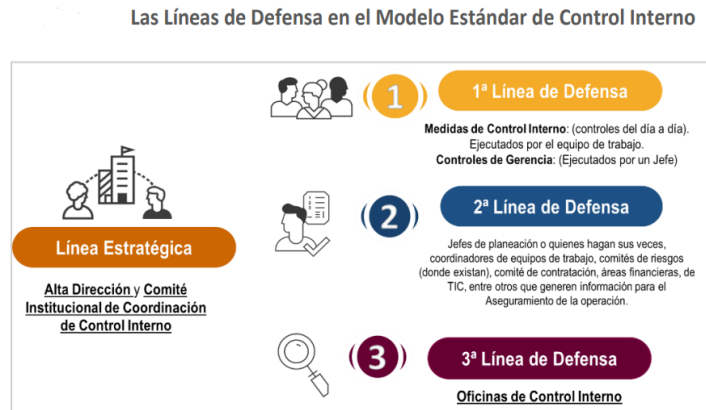 Las Líneas de Defensa en el Modelo Estándar de Control Interno
Línea Estratégica
Alta Dirección y Comité
Institucional de Coordinación
de Control Interno
1
1ª Línea de Defensa
Medidas de Control Interno: (controles del día a día).
Ejecutados por el equipo de trabajo.
Controles de Gerencia: (Ejecutados por un Jefe)
2
2ª Línea de Defensa
Jefes de planeación o quienes hagan sus veces,
coordinadores de equipos de trabajo, comités de riesgos
(donde existan), comité de contratación, áreas financieras, de
TIC, entre otros que generen información para el
Aseguramiento de la operación.
3
3ª Línea de Defensa
Oficinas de Control Interno